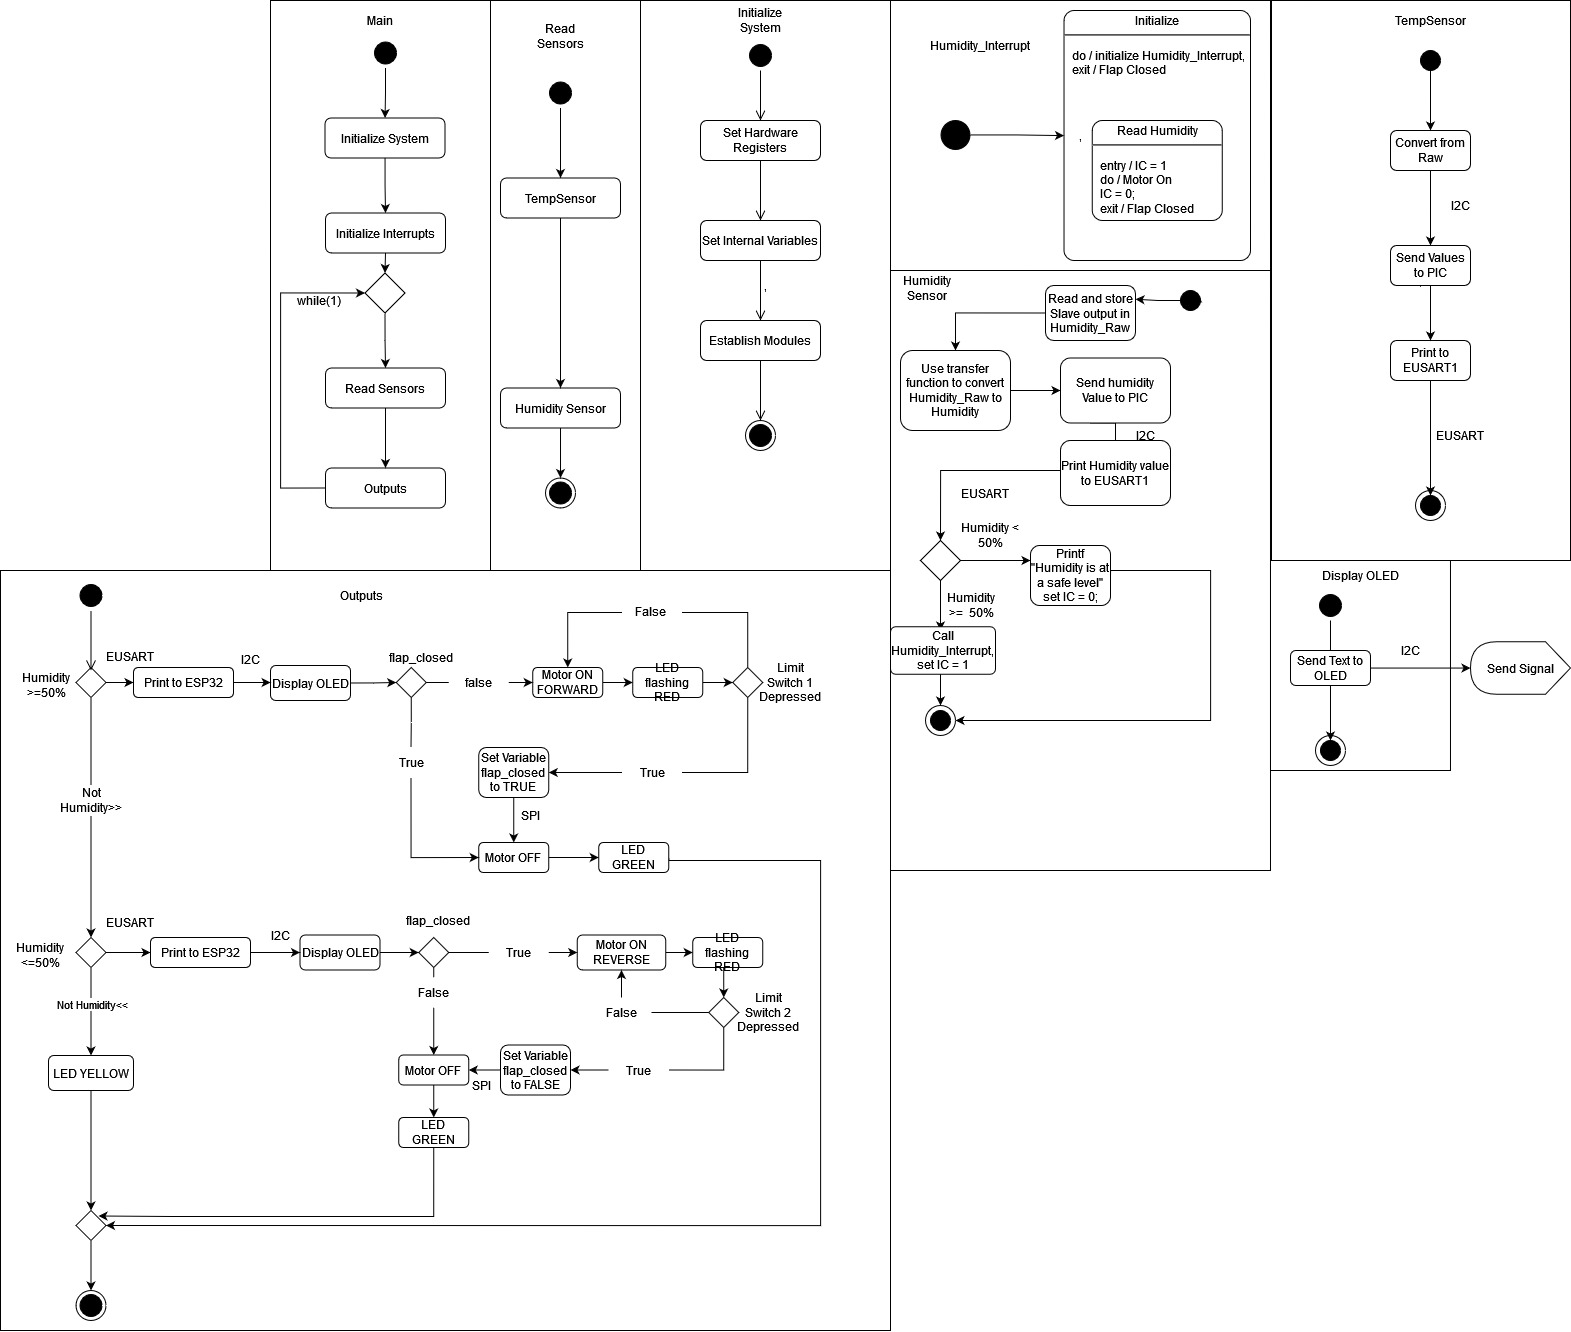 Main
Initialize System
Initialize Interrupts
while(1)
Read Sensors
Outputs
Read
Sensors
TempSensor
Humidity Sensor
Initialize
System
Set Hardware
Registers
Set Internal Variables
,
Establish Modules
Humidity_Interrupt
Initialize
do / initialize Humidity_Interrupt,
exit / Flap Closed
,
Read Humidity
entry / IC = 1
do / Motor On
IC = 0;
exit / Flap Closed
TempSensor
Convert from
Raw
I2C
Send Values
to PIC
Print to
EUSART1
EUSART
Humidity
Sensor
Read and store
Slave output in
Humidity_Raw
Use transfer
function to convert
Humidity_Raw to
Humidity
Send humidity
Value to PIC
I2C
Print Humidity value
to EUSART1
EUSART
Humidity <
50%
Printf
"Humidity is at
a safe level"
set IC = 0;
Humidity
>= 50%
Call
Humidity_Interrupt,
set IC = 1
Display OLED
Send Text to
OLED
I2C
Send Signal
Outputs
Humidity
>=50%
EUSART
Print to ESP32
I2C
Display OLED
flap_closed
false
Motor ON
FORWARD
LED
flashing
RED
False
Limit
Switch 1
Depressed
True
Set Variable
flap_closed
to TRUE
True
SPI
Motor OFF
LED
GREEN
Not
Humidity>>
Humidity
<=50%
EUSART
Print to ESP32
I2C
Display OLED
flap_closed
True
Motor ON
REVERSE
LED
flashing
RED
False
False
Limit
Switch 2
Depressed
Not Humidity<<
LED YELLOW
Motor OFF
SPI
Set Variable
flap_closed
to FALSE
True
LED
GREEN